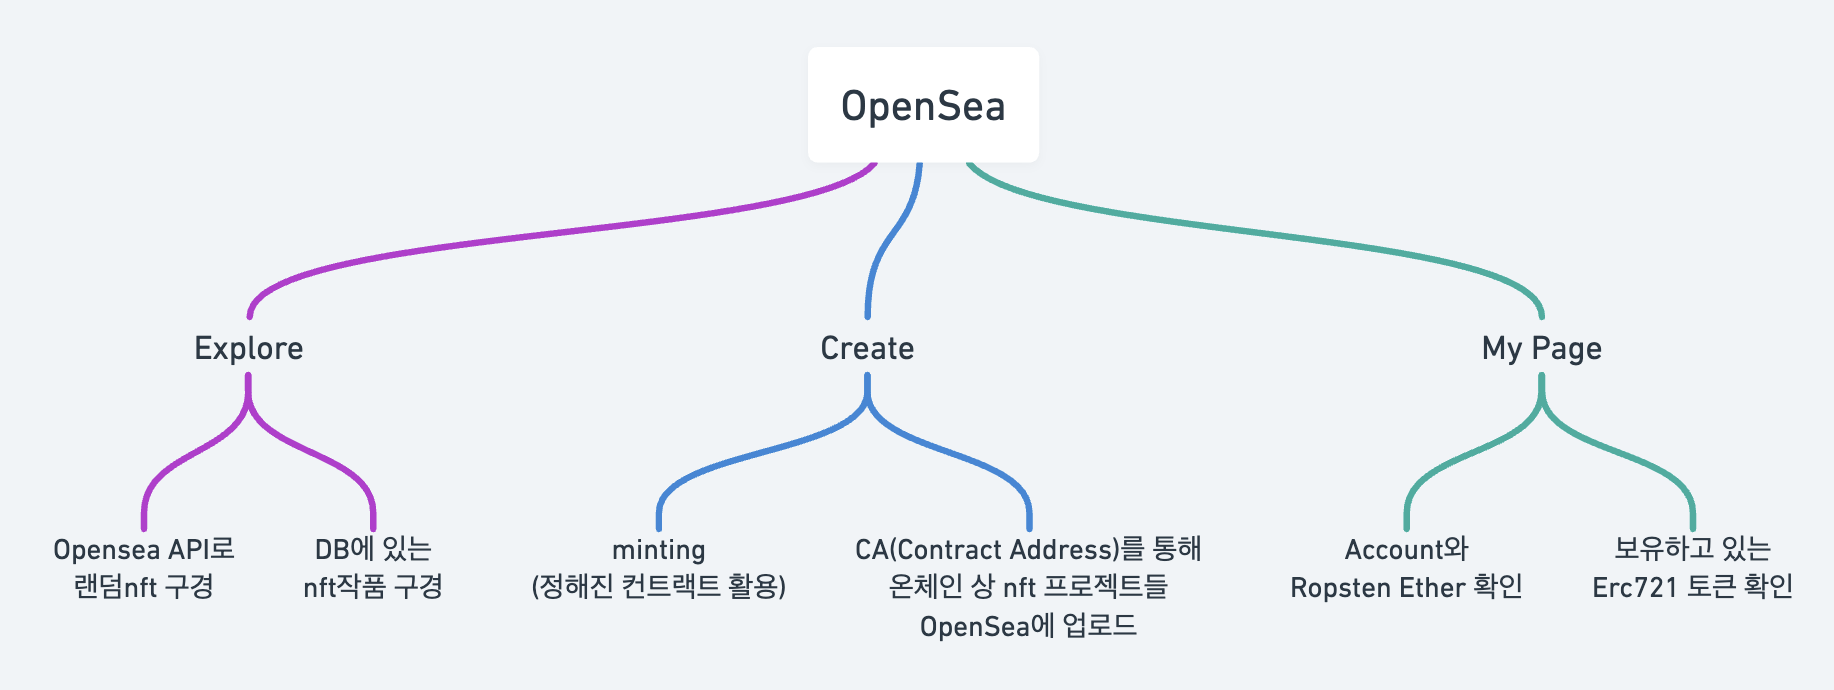 OpenSea
Explore
Create
My Page
Opensea API로
랜덤nft 구경
DB에 있는
nft작품 구경
minting
(정해진 컨트랙트 활용)
CA(Contract Address)를 통해
온체인 상 nft 프로젝트들
OpenSea에 업로드
Account와
Ropsten Ether 확인
보유하고 있는
Erc721 토큰 확인